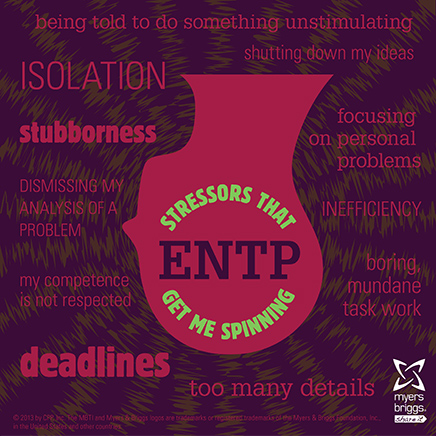 being told to do something unstimulating
shutting down my ideas
ISOLATION
stubborness
focusing
on personal
problems
DISMISSING MY
ANALYSIS OF A
PROBLEM
INEFFICIENCY
STRESSORS THAT
ENTP
GET ME SPINNING
my competence
is not respected
boring,
mundane
task work
deadlines
too many details
myers
briggs®
share it
© 2013 by CPP, Inc. The MBTI and Myers & Briggs logos are trademarks or registered trademarks of the Myers & Briggs Foundation, Inc.,
in the United States and other countries.